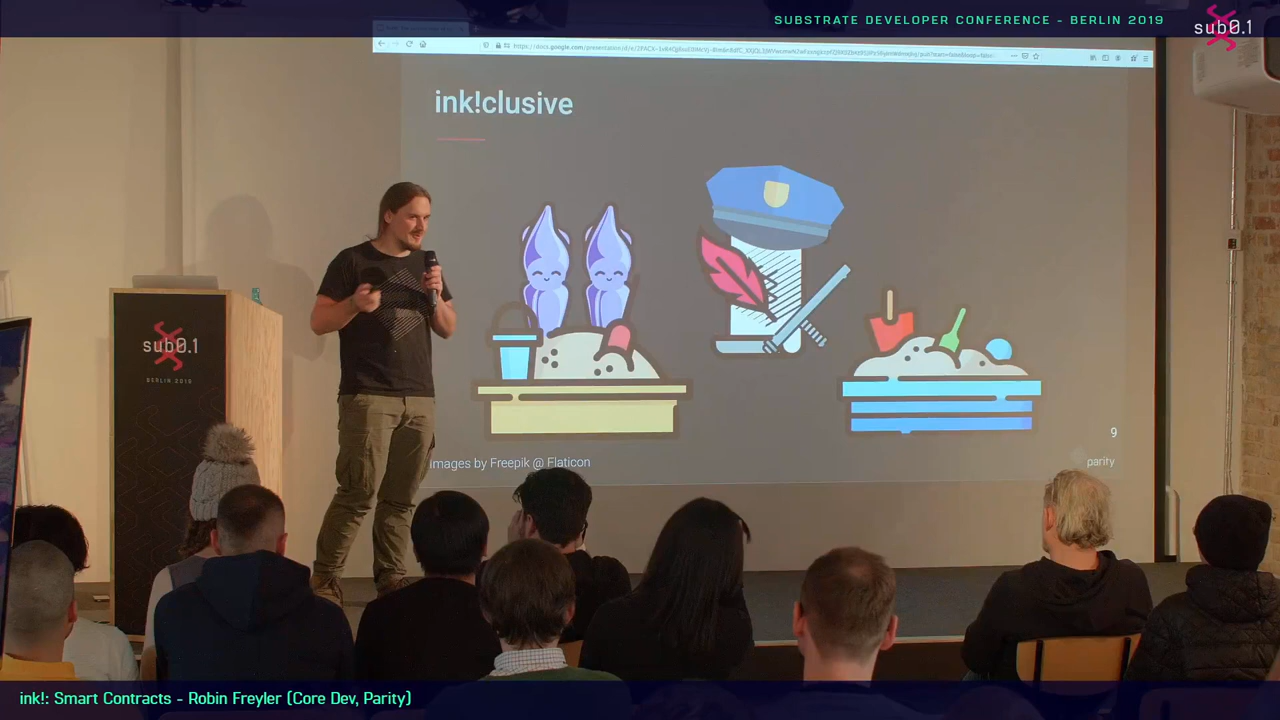 SUBSTRATE DEVELOPER CONFERENCE - BERLIN 2019
sub0.1
ink!clusive
sub0.1
BERLIN 2019
9
Images by Freepik @ Flaticon
parity
ink!: Smart Contracts - Robin Freyler (Core Dev, Parity)